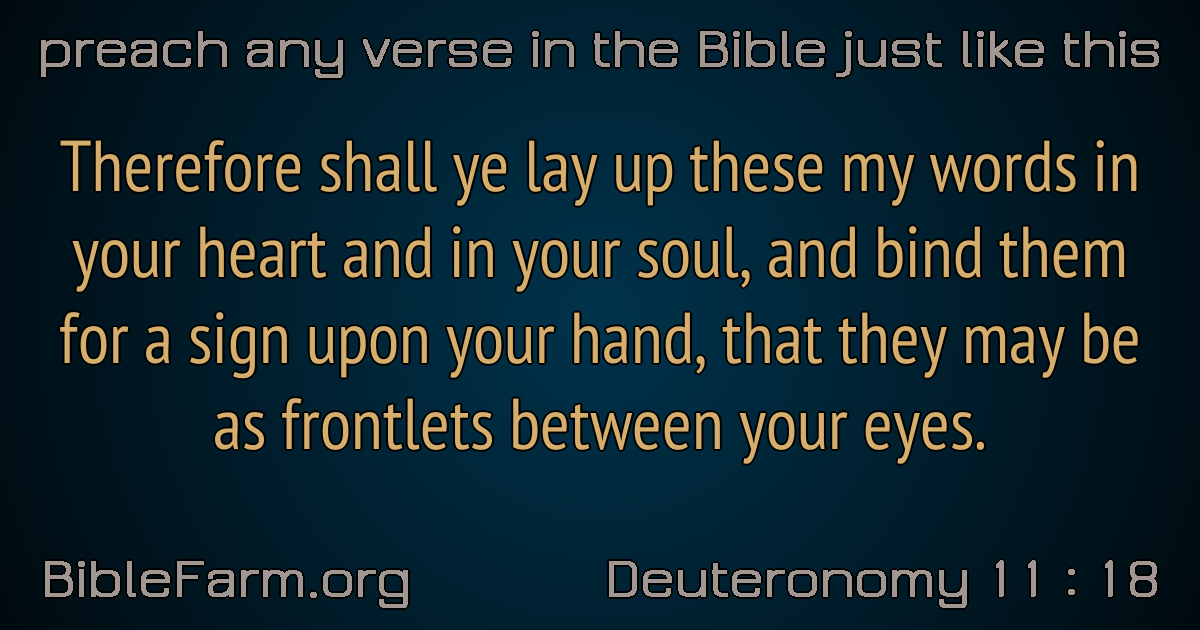 preach any verse in the Bible just like this
Therefore shall ye lay up these my words in
your heart and in your soul, and bind them
for a sign upon your hand, that they may be
as frontlets between your eyes.
BibleFarm.org
Deuteronomy 11 : 18